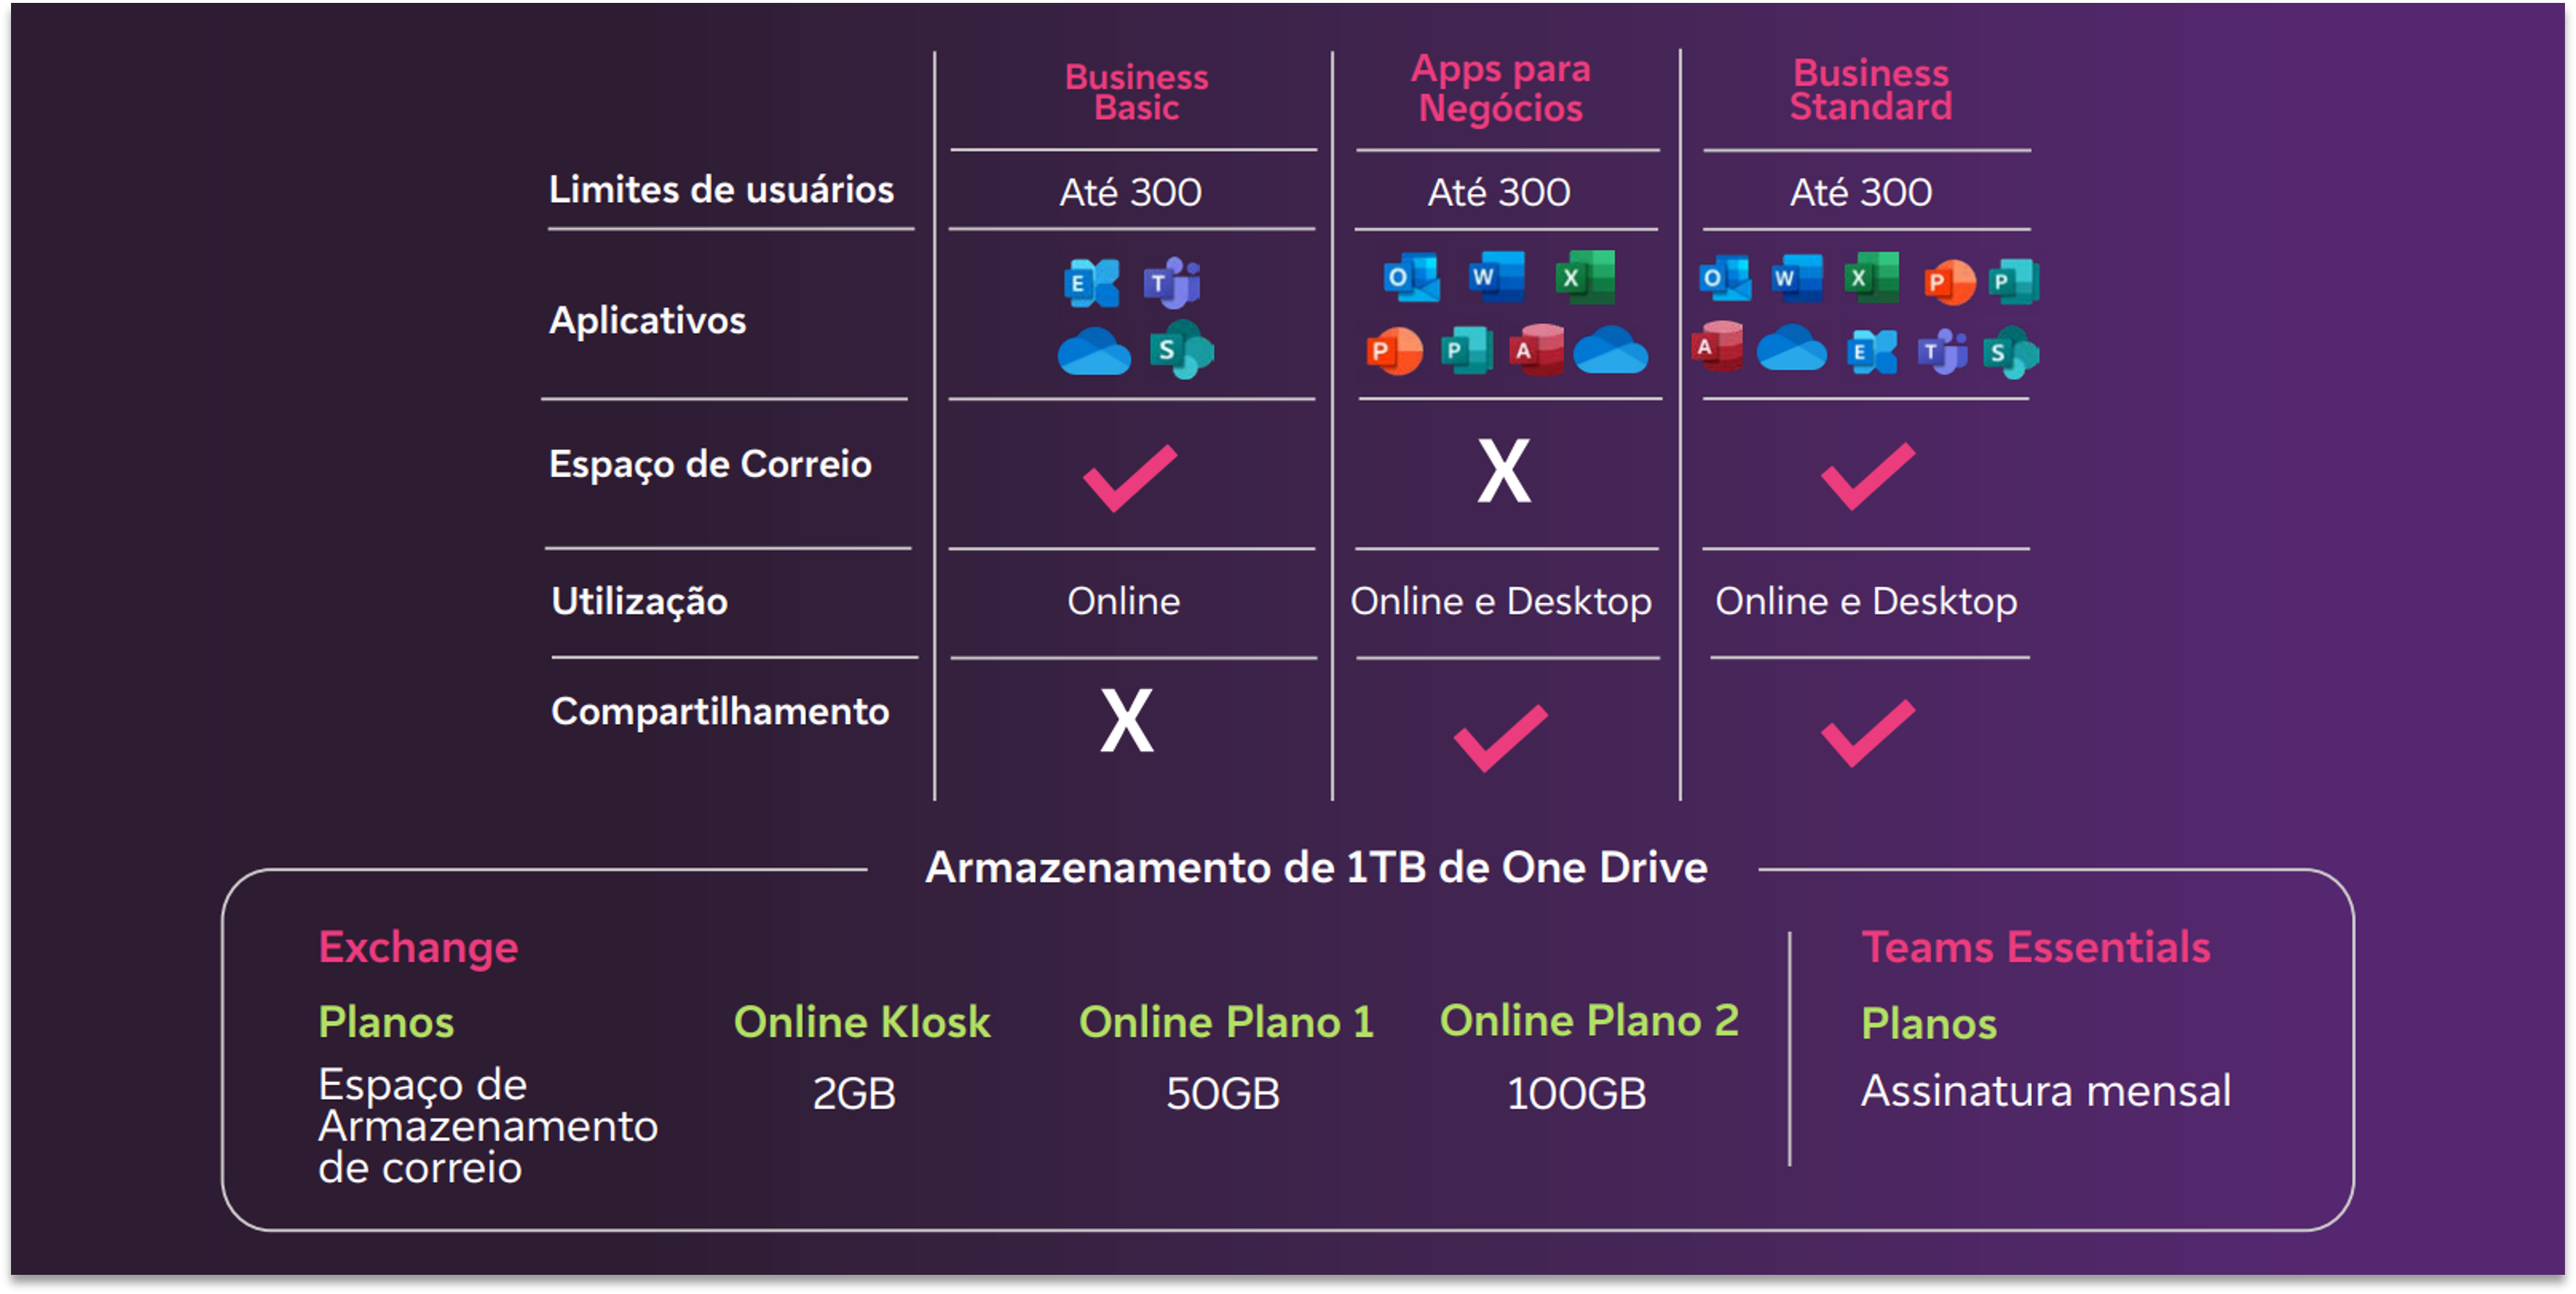 Business
Basic
Apps para
Negócios
Business
Standard
Limites de usuários
Até 300
Até 300
Até 300
Aplicativos
E
T
S
O
W
X
P
P
A
O
W
X
P
P
A
E
T
S
Espaço de Correio
X
Utilização
Online
Online e Desktop
Online e Desktop
Compartilhamento
X
Armazenamento de 1TB de One Drive
Exchange
Planos
Online Klosk
Online Plano 1
Online Plano 2
Espaço de
Armazenamento
de correio
2GB
50GB
100GB
Teams Essentials
Planos
Assinatura mensal